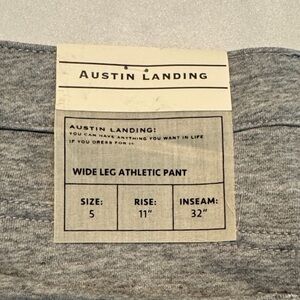 AUSTIN LANDING
AUSTIN LANDING:
YOU CAN HAVE ANYTHING YOU WANT IN LIFE
IF YOU DRESS FOR IT
WIDE LEG ATHLETIC PANT
SIZE: RISE: INSEAM:
5 11" 32"